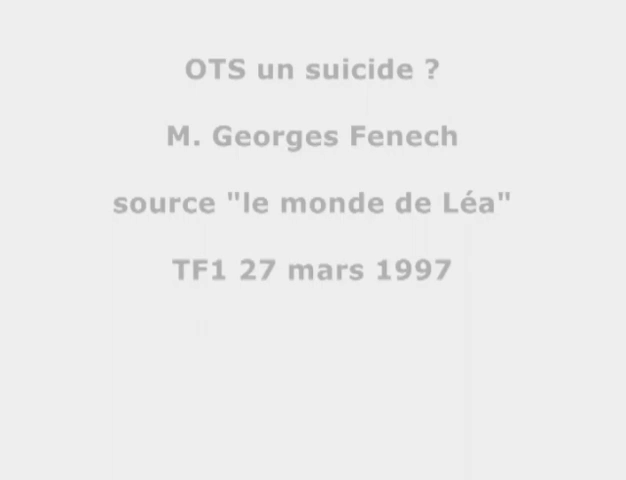 OTS un suicide ?
M. Georges Fenech
source "le monde de Léa"
TF1 27 mars 1997